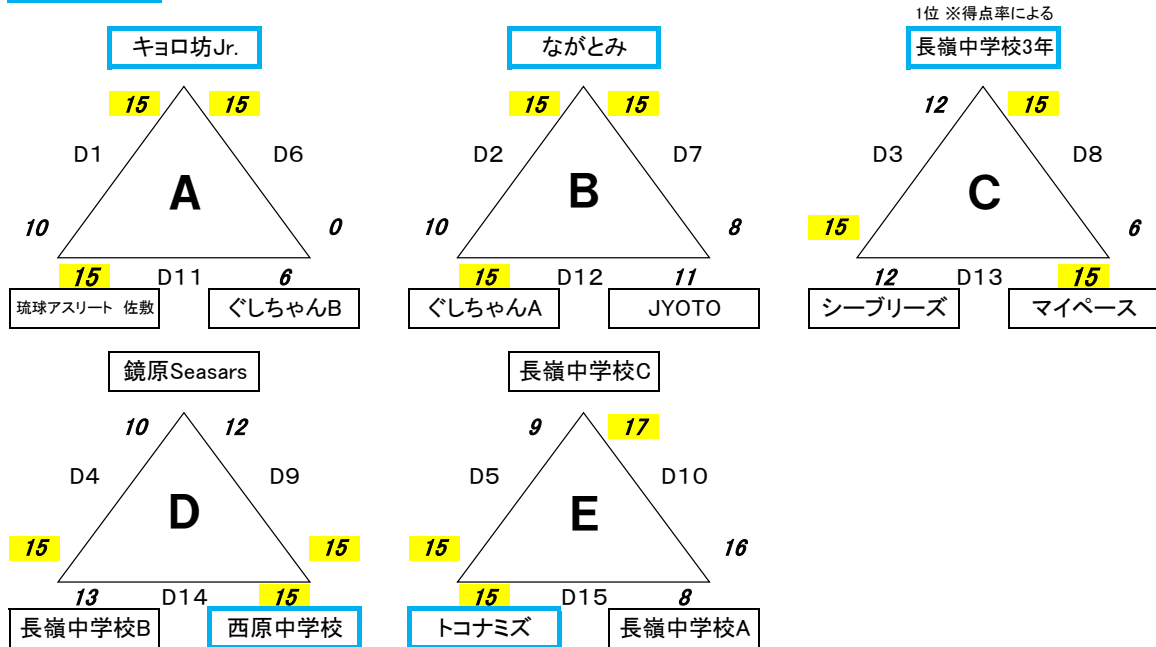 1位 ※得点率による
キョロ坊Jr. ながとみ 長嶺中学校3年
15 15 15 15 12 15
D1 D6 D2 D7 D3 D8
A B C
10 0 10 8 15 6
15 D11 6 15 D12 11 12 D13 15
琉球アスリート 佐敷 ぐしちゃんB ぐしちゃんA JYOTO シーブリーズ マイペース
鏡原Seasars 長嶺中学校C
10 12 9 17
D4 D9 D5 D10
D E
15 15 15 16
13 D14 15 15 D15 8
長嶺中学校B 西原中学校 トコナミズ 長嶺中学校A